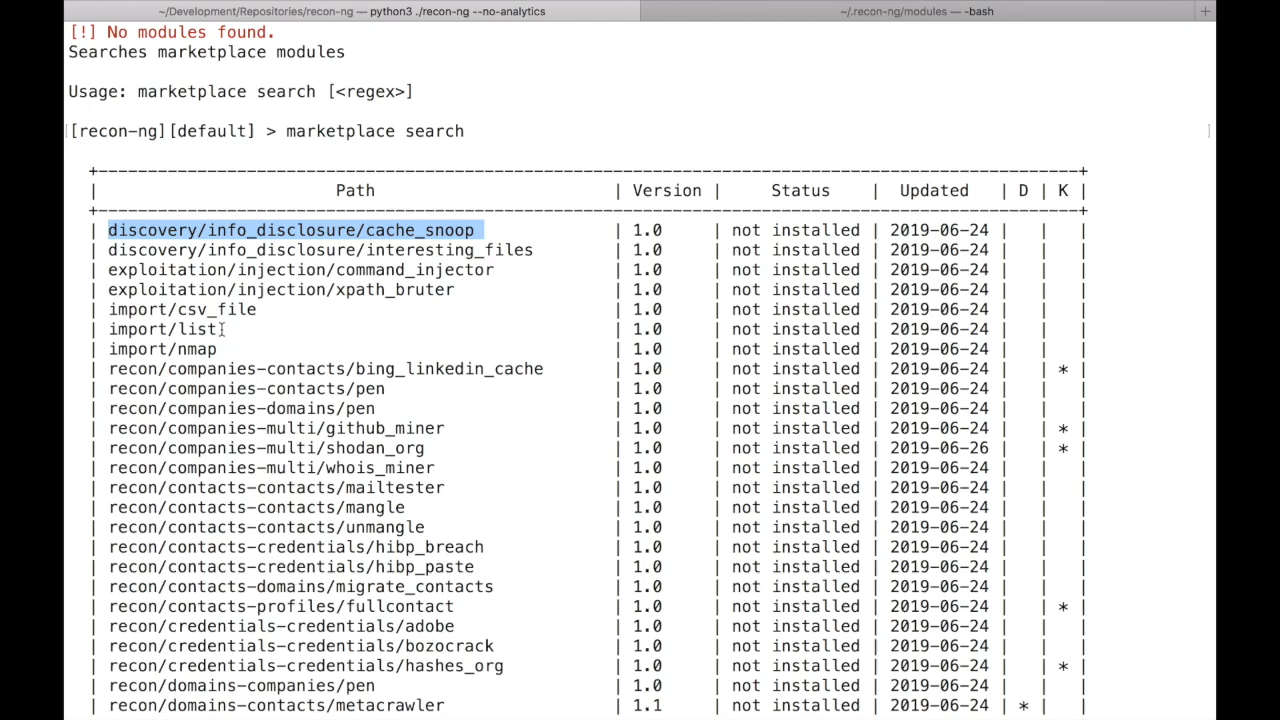 ~/Development/Repositories/recon-ng — python3 ./recon-ng --no-analytics
~/.recon-ng/modules — -bash
+
[!] No modules found.
Searches marketplace modules
Usage: marketplace search [<regex>]
[recon-ng][default] > marketplace search
+---------------------------------------------------------------------------------------------------+
| Path | Version | Status | Updated | D | K |
+---------------------------------------------------------------------------------------------------+
| discovery/info_disclosure/cache_snoop | 1.0 | not installed | 2019-06-24 | | |
| discovery/info_disclosure/interesting_files | 1.0 | not installed | 2019-06-24 | | |
| exploitation/injection/command_injector | 1.0 | not installed | 2019-06-24 | | |
| exploitation/injection/xpath_bruter | 1.0 | not installed | 2019-06-24 | | |
| import/csv_file | 1.0 | not installed | 2019-06-24 | | |
| import/list | 1.0 | not installed | 2019-06-24 | | |
| import/nmap | 1.0 | not installed | 2019-06-24 | | |
| recon/companies-contacts/bing_linkedin_cache | 1.0 | not installed | 2019-06-24 | | * |
| recon/companies-contacts/pen | 1.0 | not installed | 2019-06-24 | | |
| recon/companies-domains/pen | 1.0 | not installed | 2019-06-24 | | |
| recon/companies-multi/github_miner | 1.0 | not installed | 2019-06-24 | | * |
| recon/companies-multi/shodan_org | 1.0 | not installed | 2019-06-26 | | * |
| recon/companies-multi/whois_miner | 1.0 | not installed | 2019-06-24 | | |
| recon/contacts-contacts/mailtester | 1.0 | not installed | 2019-06-24 | | |
| recon/contacts-contacts/mangle | 1.0 | not installed | 2019-06-24 | | |
| recon/contacts-contacts/unmangle | 1.0 | not installed | 2019-06-24 | | |
| recon/contacts-credentials/hibp_breach | 1.0 | not installed | 2019-06-24 | | |
| recon/contacts-credentials/hibp_paste | 1.0 | not installed | 2019-06-24 | | |
| recon/contacts-domains/migrate_contacts | 1.0 | not installed | 2019-06-24 | | |
| recon/contacts-profiles/fullcontact | 1.0 | not installed | 2019-06-24 | | * |
| recon/credentials-credentials/adobe | 1.0 | not installed | 2019-06-24 | | |
| recon/credentials-credentials/bozocrack | 1.0 | not installed | 2019-06-24 | | |
| recon/credentials-credentials/hashes_org | 1.0 | not installed | 2019-06-24 | | * |
| recon/domains-companies/pen | 1.0 | not installed | 2019-06-24 | | |
| recon/domains-contacts/metacrawler | 1.1 | not installed | 2019-06-24 | * | |